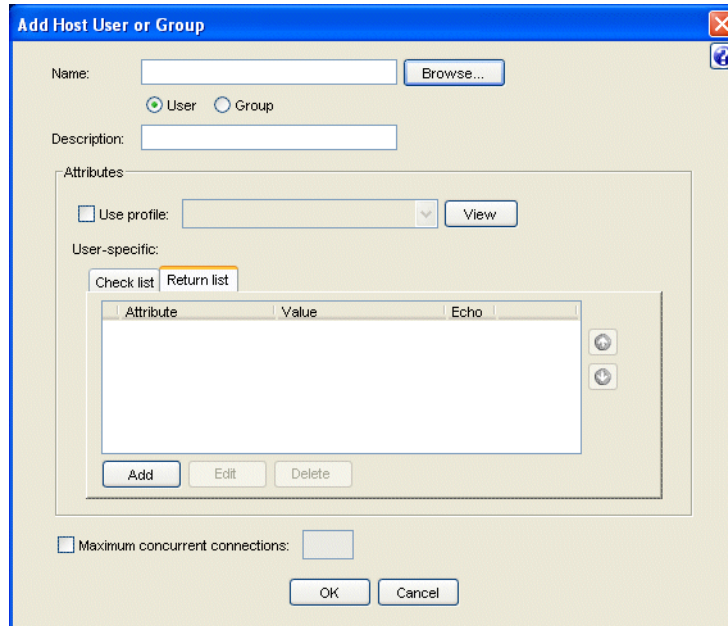 Add Host User or Group
Name:
Browse...
User Group
Description:
Attributes
Use profile:
View
User-specific:
Check list Return list
Attribute Value Echo
Add Edit Delete
Maximum concurrent connections:
OK Cancel